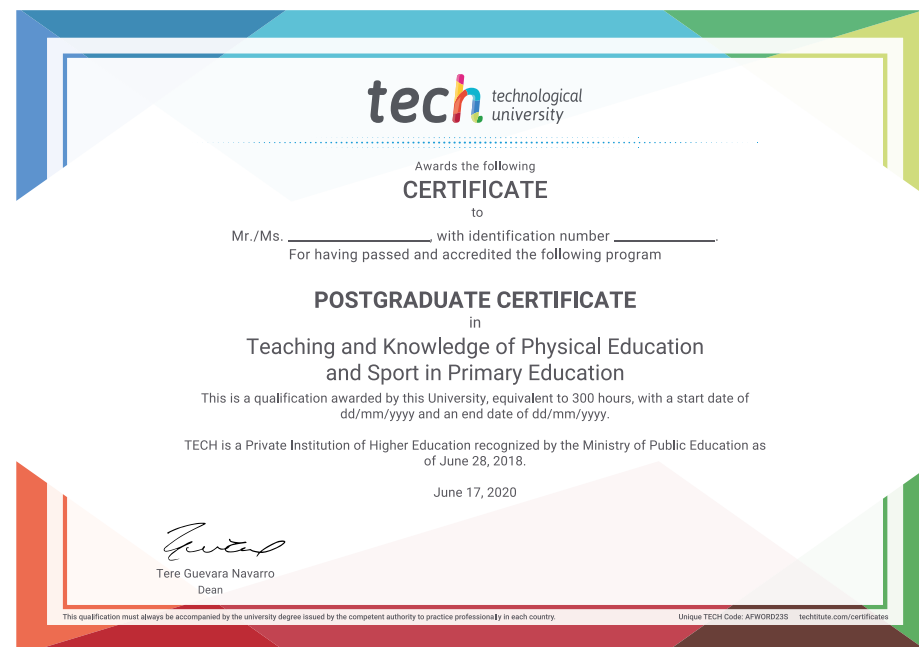 tech technological
university
Awards the following
CERTIFICATE
to
Mr./Ms. ____________________, with identification number ______________.
For having passed and accredited the following program
POSTGRADUATE CERTIFICATE
in
Teaching and Knowledge of Physical Education
and Sport in Primary Education
This is a qualification awarded by this University, equivalent to 300 hours, with a start date of
dd/mm/yyyy and an end date of dd/mm/yyyy.
TECH is a Private Institution of Higher Education recognized by the Ministry of Public Education as
of June 28, 2018.
June 17, 2020
Tere Guevara Navarro
Dean
This qualification must always be accompanied by the university degree issued by the competent authority to practice professionally in each country. Unique TECH Code: AFWORD23S techtitute.com/certificates